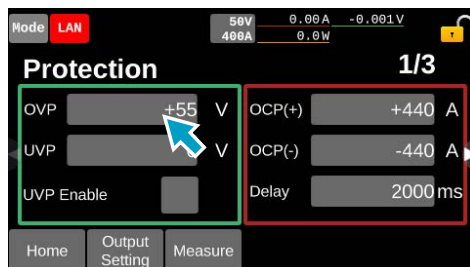 Mode LAN 50V 0.00A -0.001V
400A 0.0W
Protection 1/3
OVP +55 V OCP(+) +440 A
UVP V OCP(-) -440 A
UVP Enable Delay 2000 ms
Home Output Setting Measure